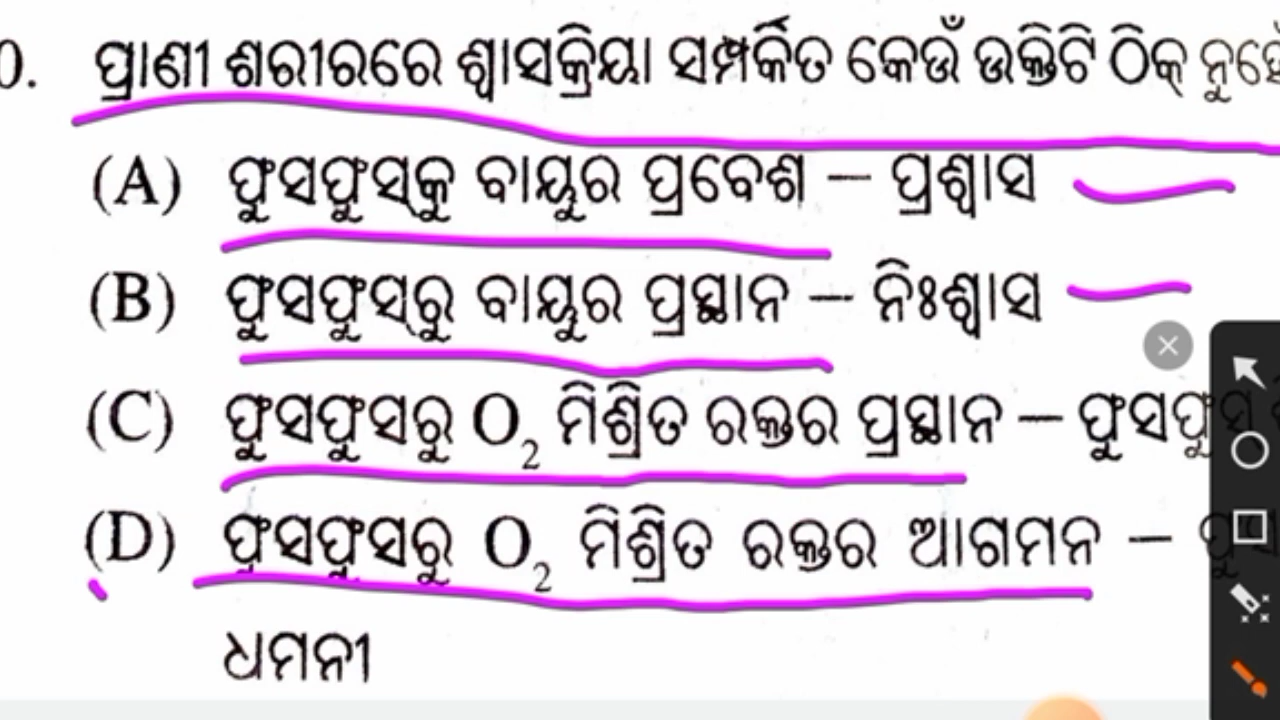 0. ପ୍ରାଣୀ ଶରୀରରେ ଶ୍ୱାସକ୍ରିୟା ସମ୍ପର୍କିତ କେଉଁ ଉକ୍ତିଟି ଠିକ୍
(A) ଫୁସଫୁସ୍‌କୁ ବାୟୁର ପ୍ରବେଶ – ପ୍ରଶ୍ୱାସ
(B) ଫୁସଫୁସ୍‌ରୁ ବାୟୁର ପ୍ରସ୍ଥାନ – ନିଃଶ୍ୱାସ
(C) ଫୁସଫୁସରୁ O₂ ମିଶ୍ରିତ ରକ୍ତର ପ୍ରସ୍ଥାନ –
(D) ଫୁସଫୁସରୁ O₂ ମିଶ୍ରିତ ରକ୍ତର ଆଗମନ –
ଧମନୀ